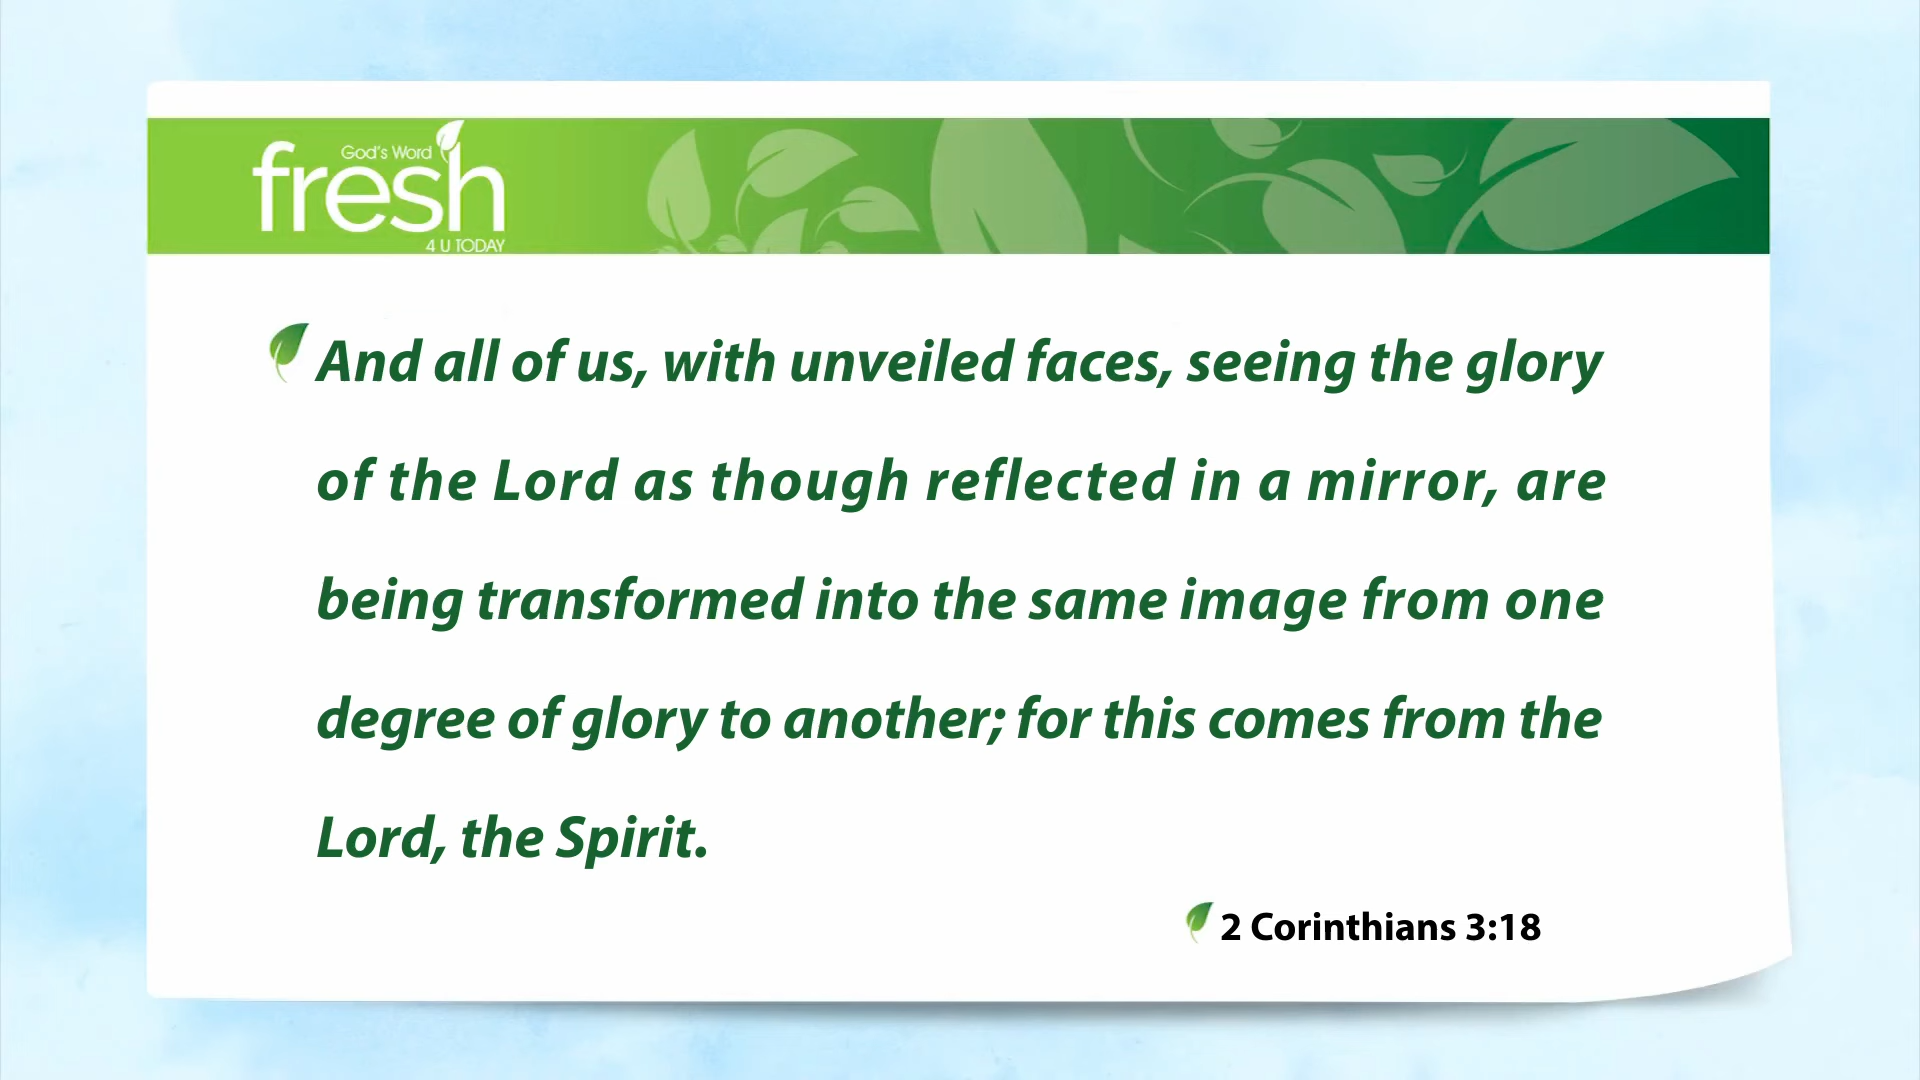 God's Word
fresh
4 U TODAY
And all of us, with unveiled faces, seeing the glory
of the Lord as though reflected in a mirror, are
being transformed into the same image from one
degree of glory to another; for this comes from the
Lord, the Spirit.
2 Corinthians 3:18